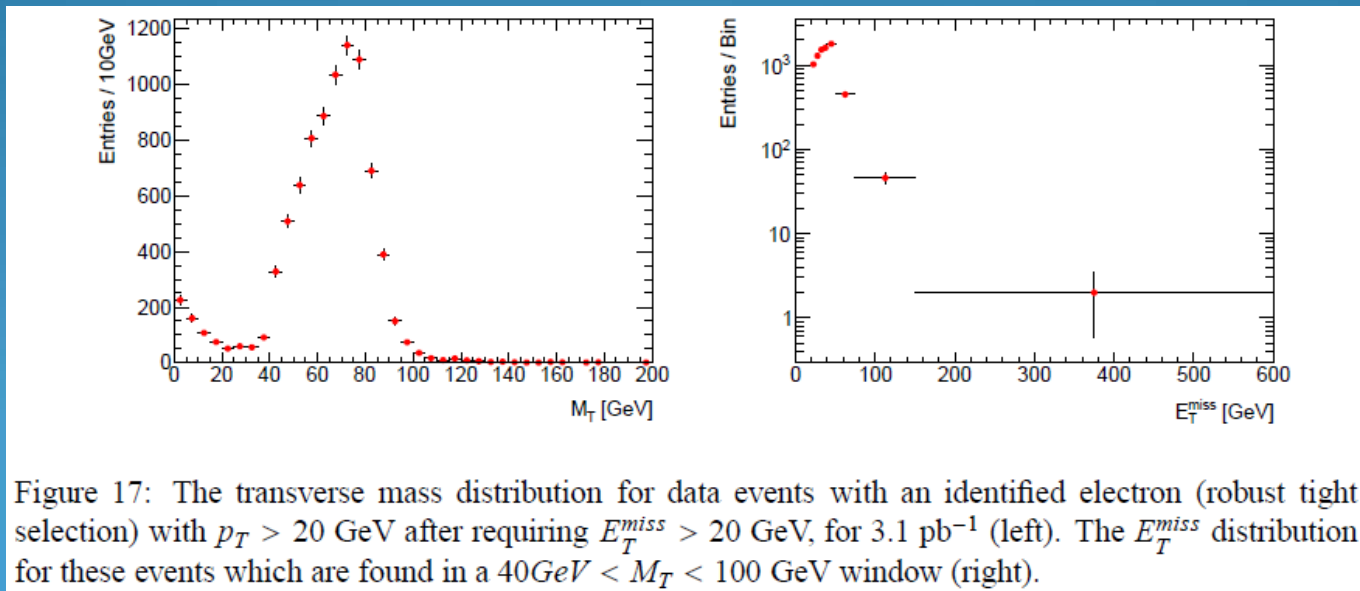 Entries / 10GeV
1200
1000
800
600
400
200
0
0 20 40 60 80 100 120 140 160 180 200
M_T [GeV]
Entries / Bin
10^3
10^2
10
1
0 100 200 300 400 500 600
E_T^miss [GeV]
Figure 17: The transverse mass distribution for data events with an identified electron (robust tight
selection) with p_T > 20 GeV after requiring E_T^miss > 20 GeV, for 3.1 pb^−1 (left). The E_T^miss distribution
for these events which are found in a 40GeV < M_T < 100 GeV window (right).